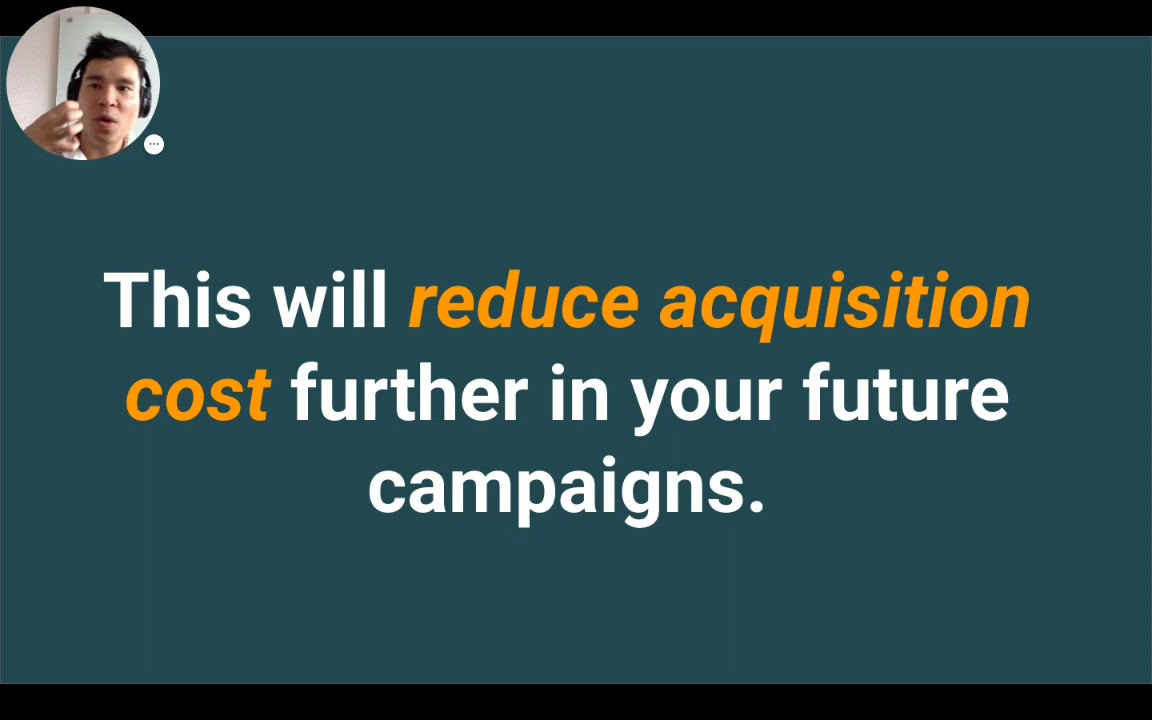 This will reduce acquisition
cost further in your future
campaigns.